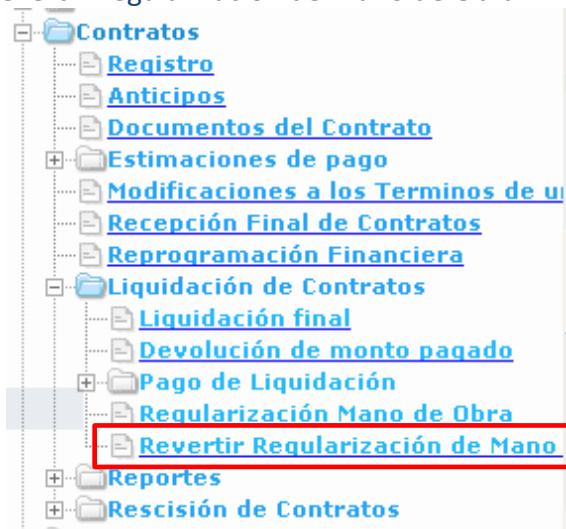 Contratos
Registro
Anticipos
Documentos del Contrato
Estimaciones de pago
Modificaciones a los Terminos de
Recepción Final de Contratos
Reprogramación Financiera
Liquidación de Contratos
Liquidación final
Devolución de monto pagado
Pago de Liquidación
Regularización Mano de Obra
Revertir Regularización de Mano
Reportes
Rescisión de Contratos